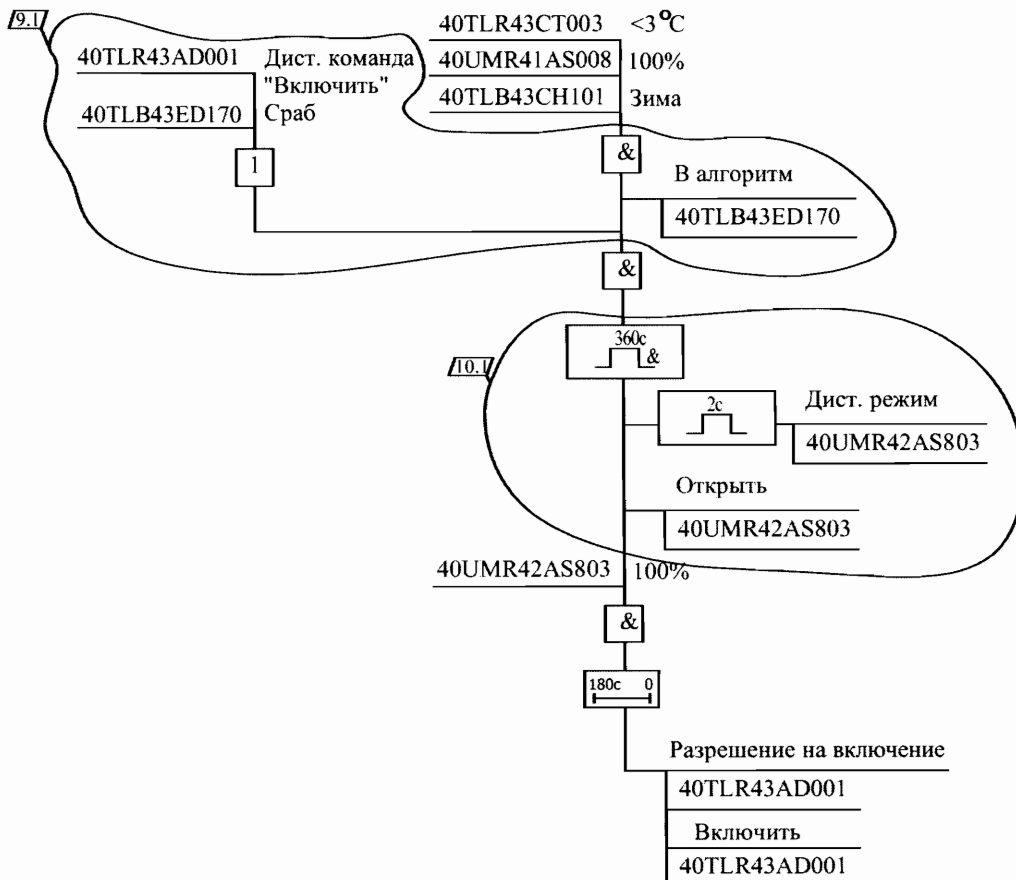 9.1
40TLR43CT003 <3°C
40TLR43AD001 Дист. команда
"Включить"
40UMR41AS008 100%
40TLB43CH101 Зима
40TLB43ED170 Сраб
&
1
В алгоритм
40TLB43ED170
&
360с
&
10.1
2с
Дист. режим
40UMR42AS803
Открыть
40UMR42AS803
40UMR42AS803 100%
&
180с 0
Разрешение на включение
40TLR43AD001
Включить
40TLR43AD001